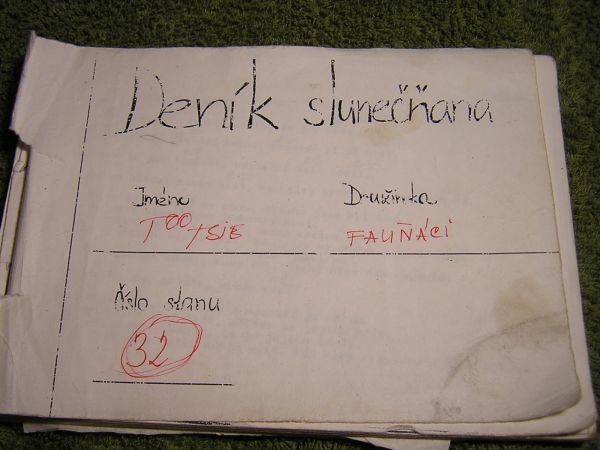 Deník slunečňana
Jméno Družinka
TOOTSIE FAUŇÁCI
číslo stanu
32